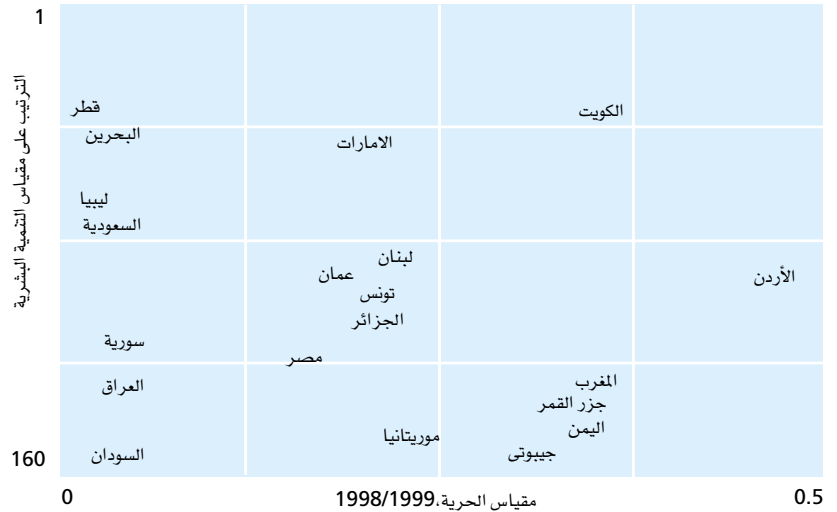 1
الترتيب على مقياس التنمية البشرية
قطر
الكويت
البحرين
الامارات
ليبيا
السعودية
لبنان
عمان
الأردن
تونس
الجزائر
سورية
مصر
العراق
المغرب
جزر القمر
اليمن
موريتانيا
جيبوتى
السودان
160
0
مقياس الحرية،1998/1999
0.5